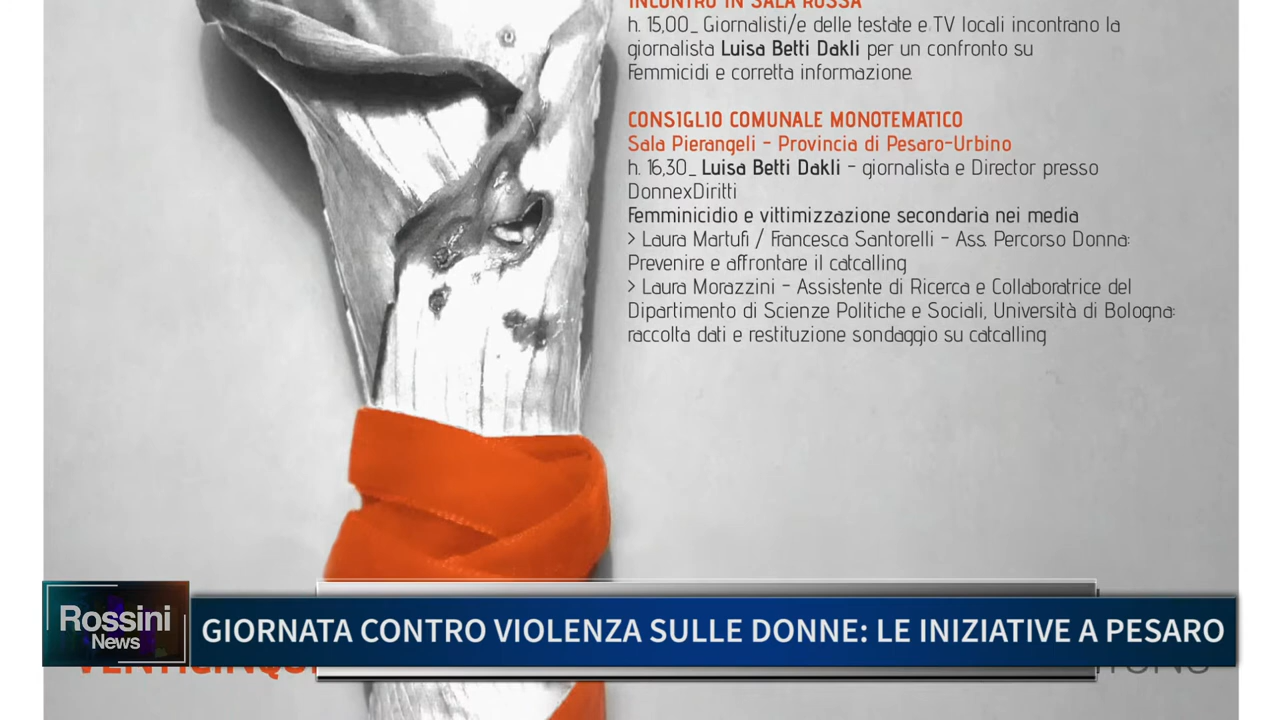 INCONTRO IN SALA ROSSA
h. 15,00_ Giornalisti/e delle testate e TV locali incontrano la
giornalista Luisa Betti Dakli per un confronto su
Femmicidi e corretta informazione.
CONSIGLIO COMUNALE MONOTEMATICO
Sala Pierangeli - Provincia di Pesaro-Urbino
h. 16,30_ Luisa Betti Dakli - giornalista e Director presso
DonnexDiritti
Femminicidio e vittimizzazione secondaria nei media
> Laura Martufi / Francesca Santorelli - Ass. Percorso Donna:
Prevenire e affrontare il catcalling
> Laura Morazzini - Assistente di Ricerca e Collaboratrice del
Dipartimento di Scienze Politiche e Sociali, Università di Bologna:
raccolta dati e restituzione sondaggio su catcalling
Rossini
News
GIORNATA CONTRO VIOLENZA SULLE DONNE: LE INIZIATIVE A PESARO